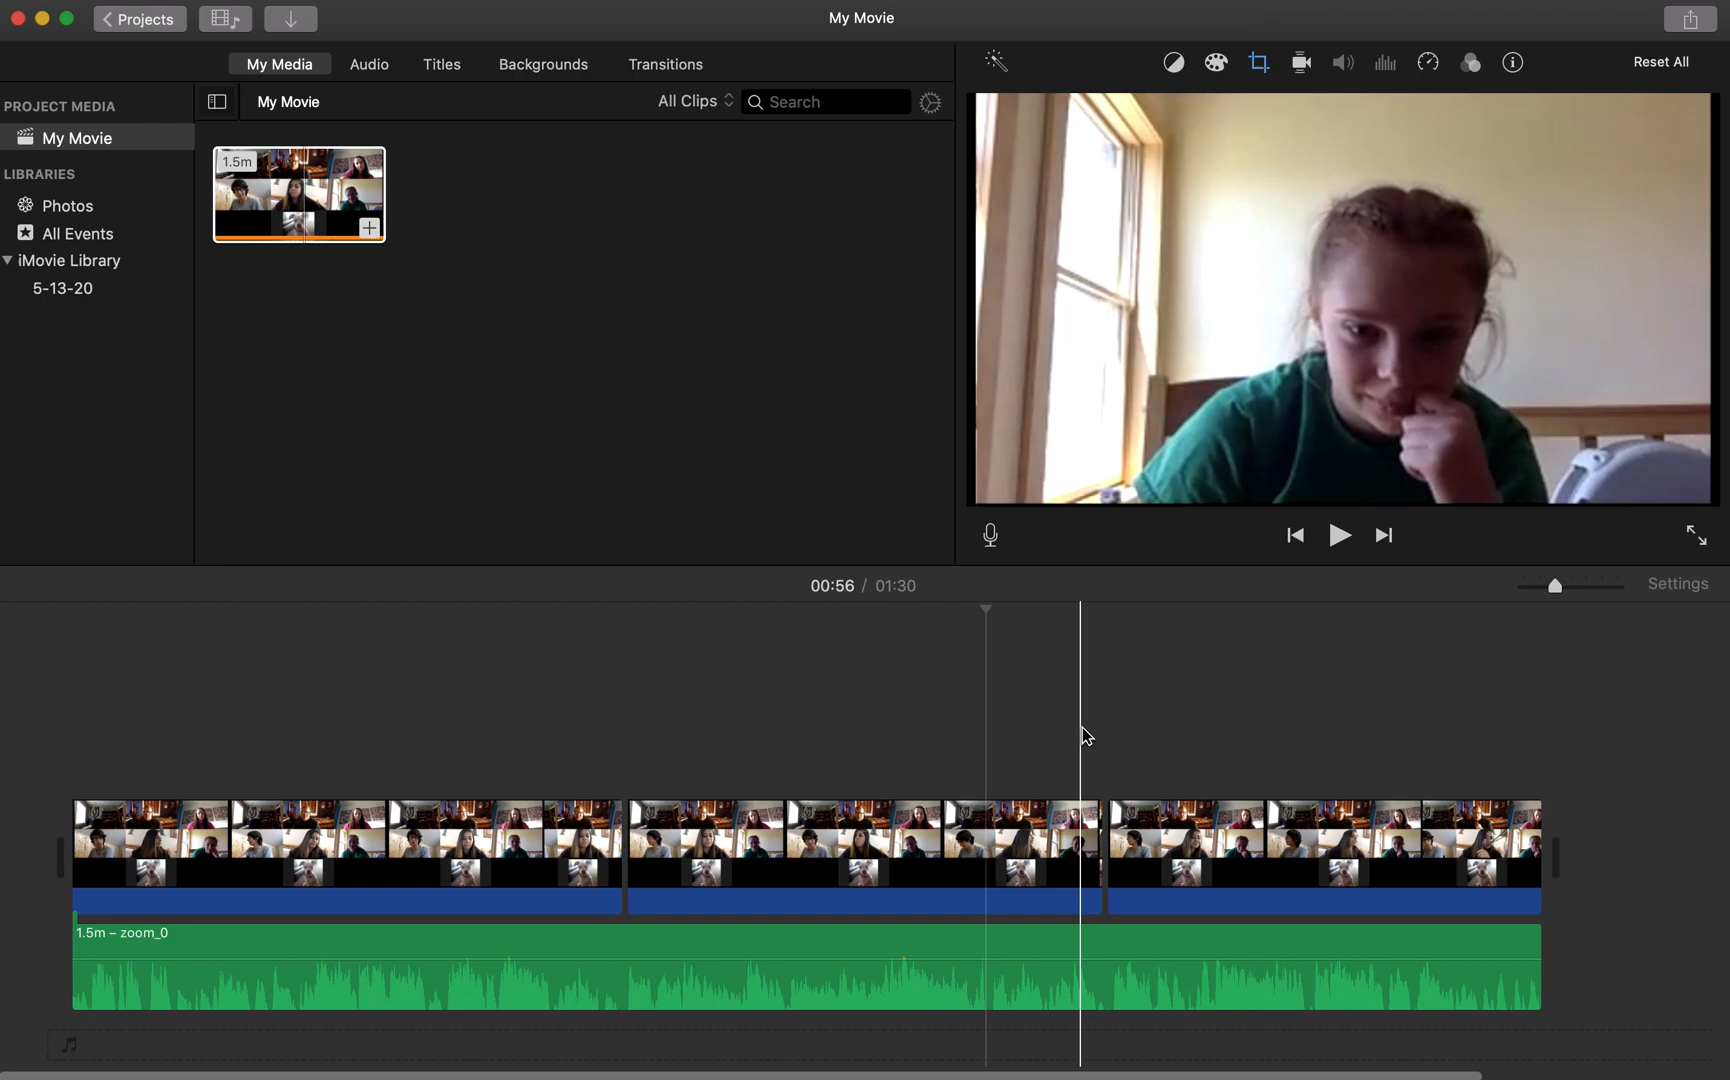 Projects
My Movie
My Media
Audio
Titles
Backgrounds
Transitions
Reset All
PROJECT MEDIA
My Movie
All Clips
Search
My Movie
1.5m
LIBRARIES
Photos
All Events
iMovie Library
5-13-20
00:56 / 01:30
Settings
1.5m – zoom_0